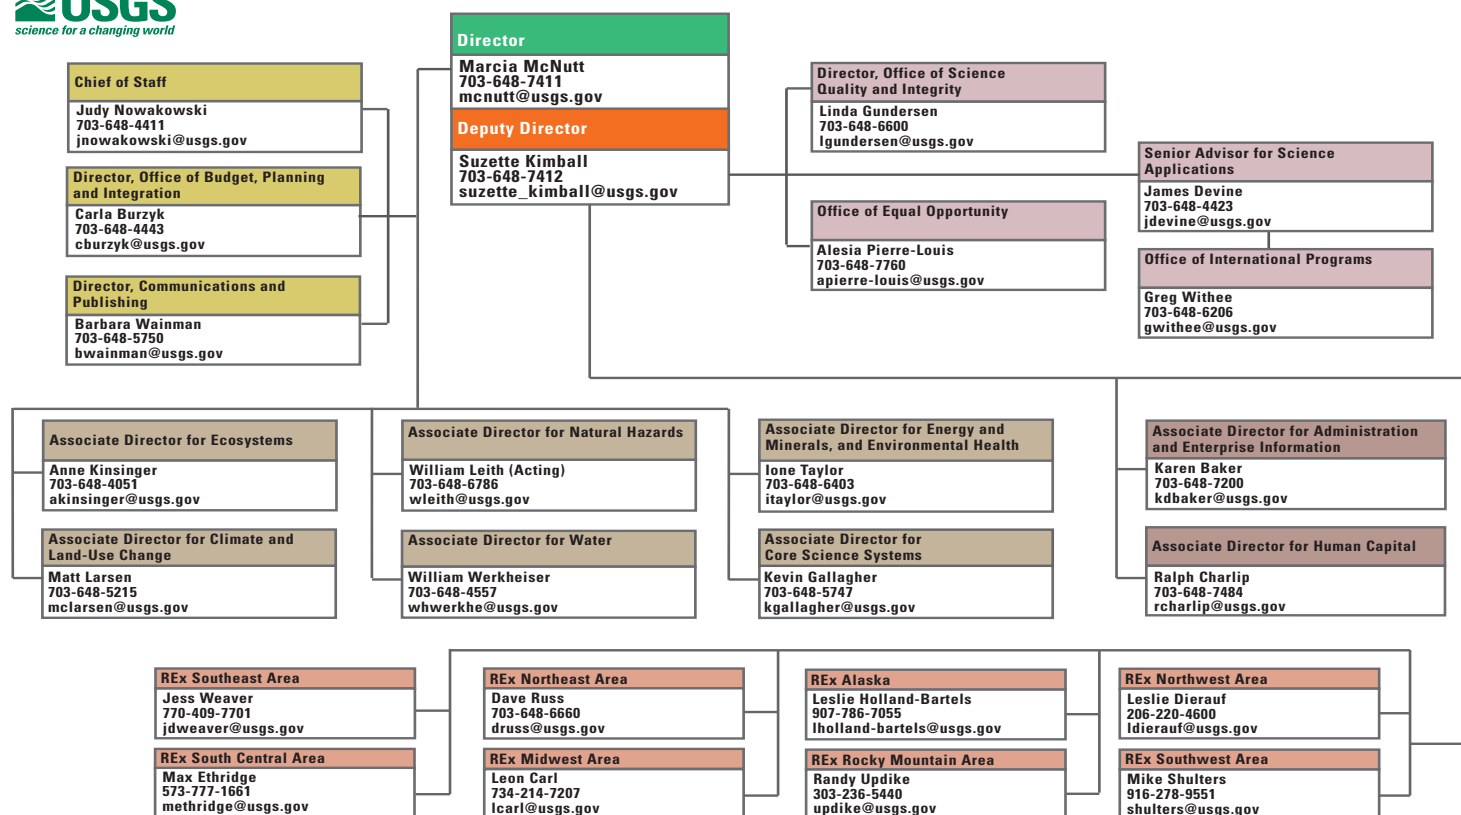 USGS
science for a changing world
Director
Marcia McNutt
703-648-7411
mcnutt@usgs.gov
Deputy Director
Suzette Kimball
703-648-7412
suzette_kimball@usgs.gov
Chief of Staff
Judy Nowakowski
703-648-4411
jnowakowski@usgs.gov
Director, Office of Budget, Planning
and Integration
Carla Burzyk
703-648-4443
cburzyk@usgs.gov
Director, Communications and
Publishing
Barbara Wainman
703-648-5750
bwainman@usgs.gov
Director, Office of Science
Quality and Integrity
Linda Gundersen
703-648-6600
lgundersen@usgs.gov
Office of Equal Opportunity
Alesia Pierre-Louis
703-648-7760
apierre-louis@usgs.gov
Senior Advisor for Science
Applications
James Devine
703-648-4423
jdevine@usgs.gov
Office of International Programs
Greg Withee
703-648-6206
gwithee@usgs.gov
Associate Director for Ecosystems
Anne Kinsinger
703-648-4051
akinsinger@usgs.gov
Associate Director for Natural Hazards
William Leith (Acting)
703-648-6786
wleith@usgs.gov
Associate Director for Energy and
Minerals, and Environmental Health
Ione Taylor
703-648-6403
itaylor@usgs.gov
Associate Director for Administration
and Enterprise Information
Karen Baker
703-648-7200
kdbaker@usgs.gov
Associate Director for Climate and
Land-Use Change
Matt Larsen
703-648-5215
mclarsen@usgs.gov
Associate Director for Water
William Werkheiser
703-648-4557
whwerkhe@usgs.gov
Associate Director for
Core Science Systems
Kevin Gallagher
703-648-5747
kgallagher@usgs.gov
Associate Director for Human Capital
Ralph Charlip
703-648-7484
rcharlip@usgs.gov
REx Southeast Area
Jess Weaver
770-409-7701
jdweaver@usgs.gov
REx Northeast Area
Dave Russ
703-648-6660
druss@usgs.gov
REx Alaska
Leslie Holland-Bartels
907-786-7055
lholland-bartels@usgs.gov
REx Northwest Area
Leslie Dierauf
206-220-4600
ldierauf@usgs.gov
REx South Central Area
Max Ethridge
573-777-1661
methridge@usgs.gov
REx Midwest Area
Leon Carl
734-214-7207
lcarl@usgs.gov
REx Rocky Mountain Area
Randy Updike
303-236-5440
updike@usgs.gov
REx Southwest Area
Mike Shulters
916-278-9551
shulters@usgs.gov